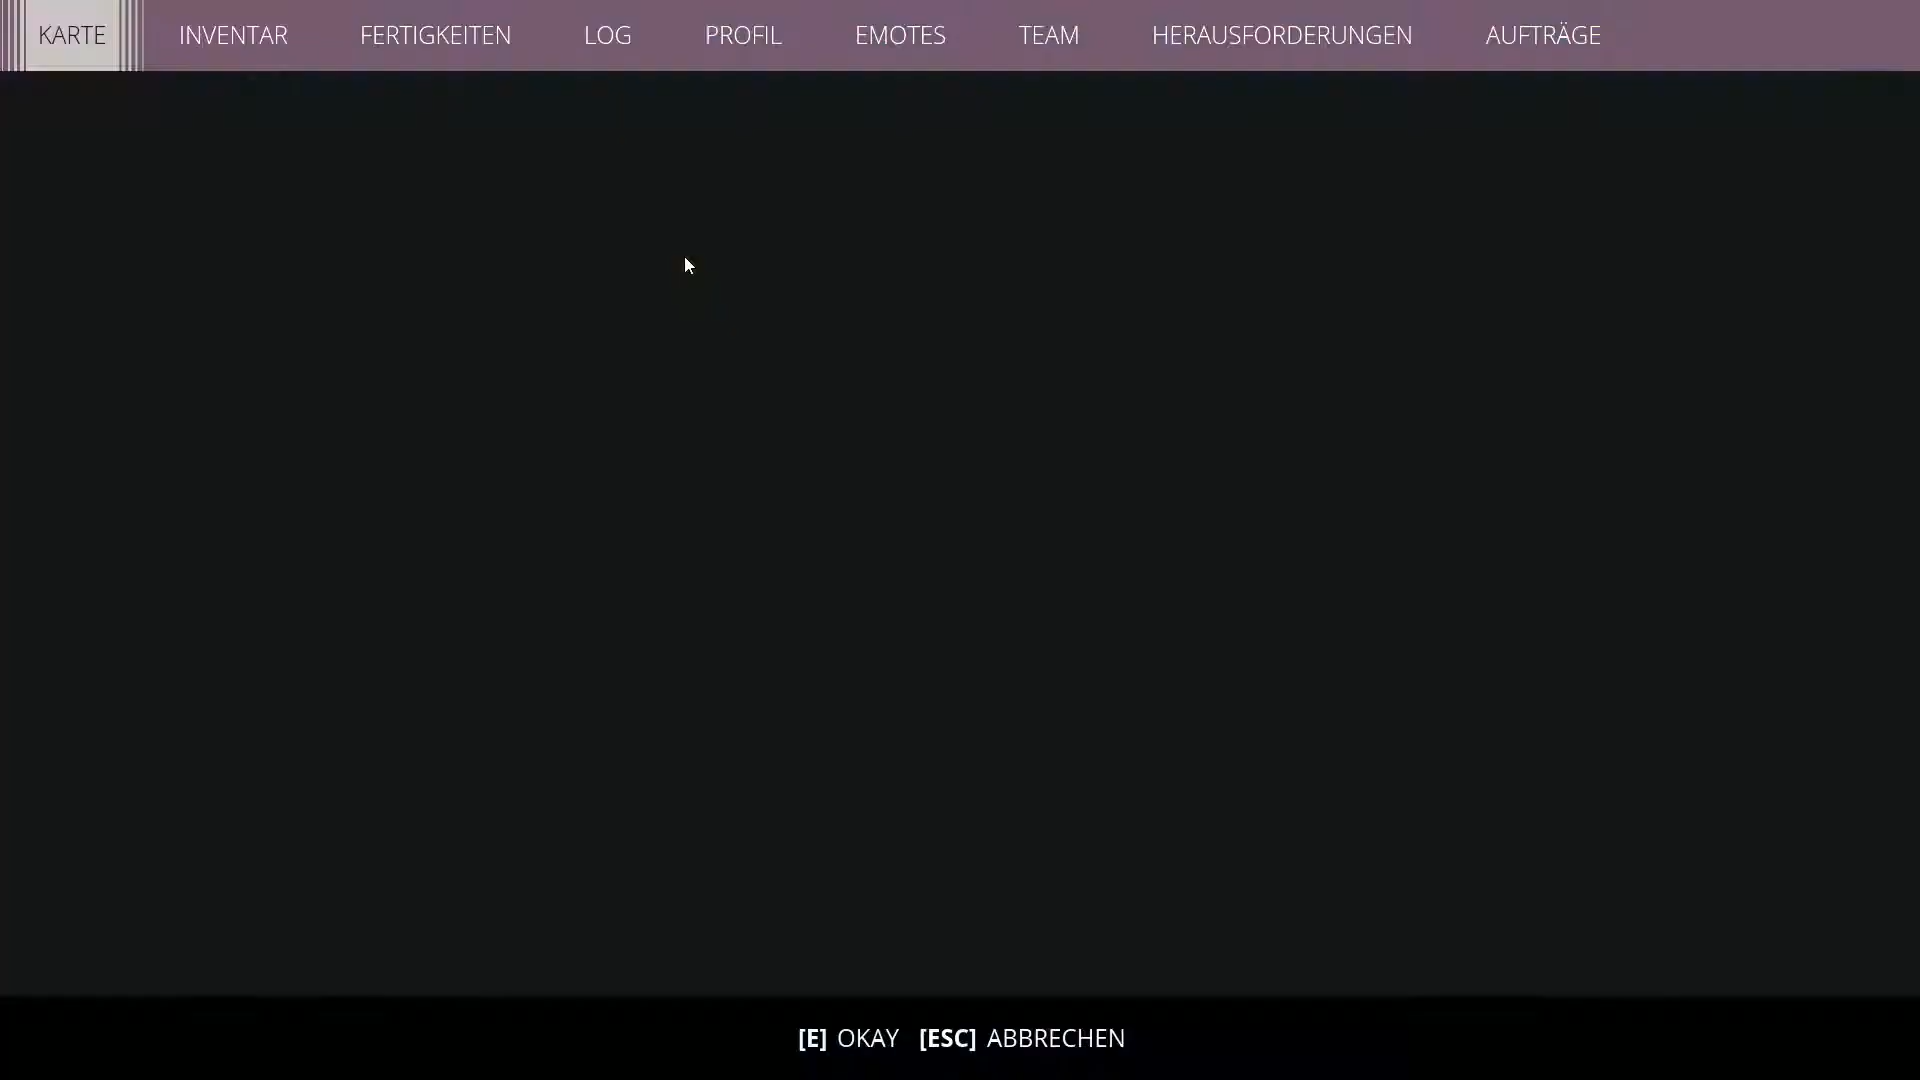 KARTE INVENTAR FERTIGKEITEN LOG PROFIL EMOTES TEAM HERAUSFORDERUNGEN AUFTRÄGE
[E] OKAY [ESC] ABBRECHEN